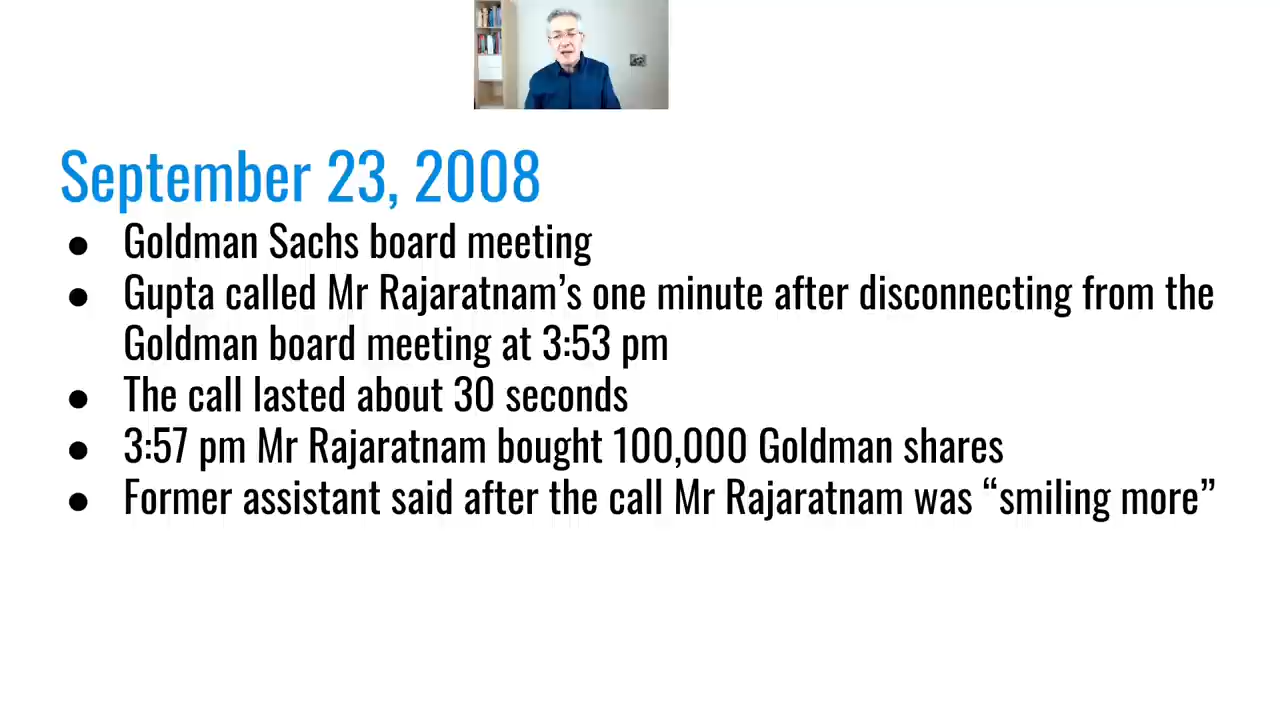 September 23, 2008
● Goldman Sachs board meeting
● Gupta called Mr Rajaratnam’s one minute after disconnecting from the
Goldman board meeting at 3:53 pm
● The call lasted about 30 seconds
● 3:57 pm Mr Rajaratnam bought 100,000 Goldman shares
● Former assistant said after the call Mr Rajaratnam was “smiling more”